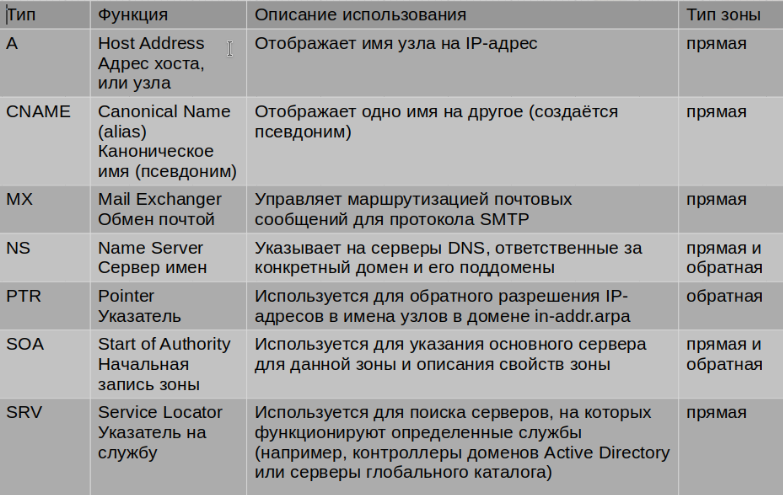 Тип Функция Описание использования Тип зоны
A Host Address Отображает имя узла на IP-адрес прямая
Адрес хоста,
или узла
CNAME Canonical Name Отображает одно имя на другое (создаётся прямая
(alias) псевдоним)
Каноническое
имя (псевдоним)
MX Mail Exchanger Управляет маршрутизацией почтовых прямая
Обмен почтой сообщений для протокола SMTP
NS Name Server Указывает на серверы DNS, ответственные за прямая и
Сервер имен конкретный домен и его поддомены обратная
PTR Pointer Используется для обратного разрешения IP- обратная
Указатель адресов в имена узлов в домене in-addr.arpa
SOA Start of Authority Используется для указания основного сервера прямая и
Начальная для данной зоны и описания свойств зоны обратная
запись зоны
SRV Service Locator Используется для поиска серверов, на которых прямая
Указатель на функционируют определенные службы
службу (например, контроллеры доменов Active Directory
или серверы глобального каталога)